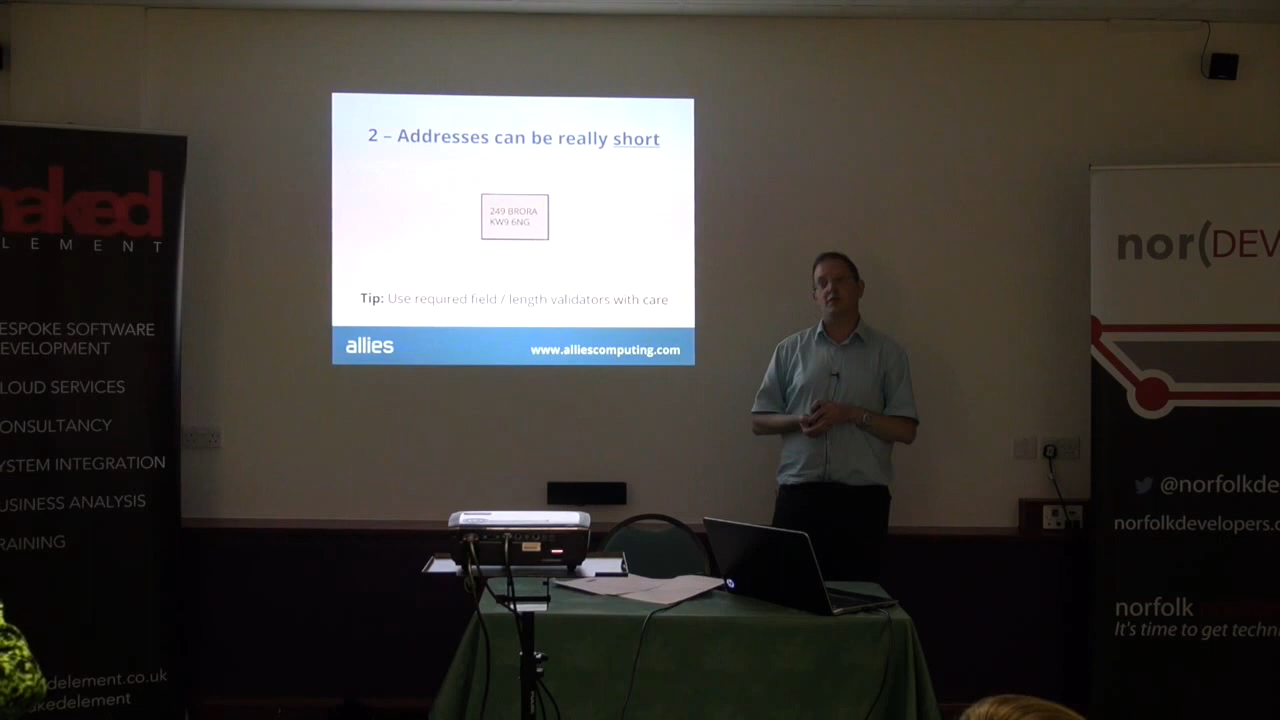 2 – Addresses can be really short
249 BRORA
KW9 6NG
Tip: Use required field / length validators with care
allies
www.alliescomputing.com
naked
LEMENT
ESPOKE SOFTWARE
EVELOPMENT
LOUD SERVICES
ONSULTANCY
YSTEM INTEGRATION
USINESS ANALYSIS
RAINING
delement.co.uk
akedelement
nor(DEV
@norfolkde
norfolkdevelopers.c
norfolk
It's time to get techn